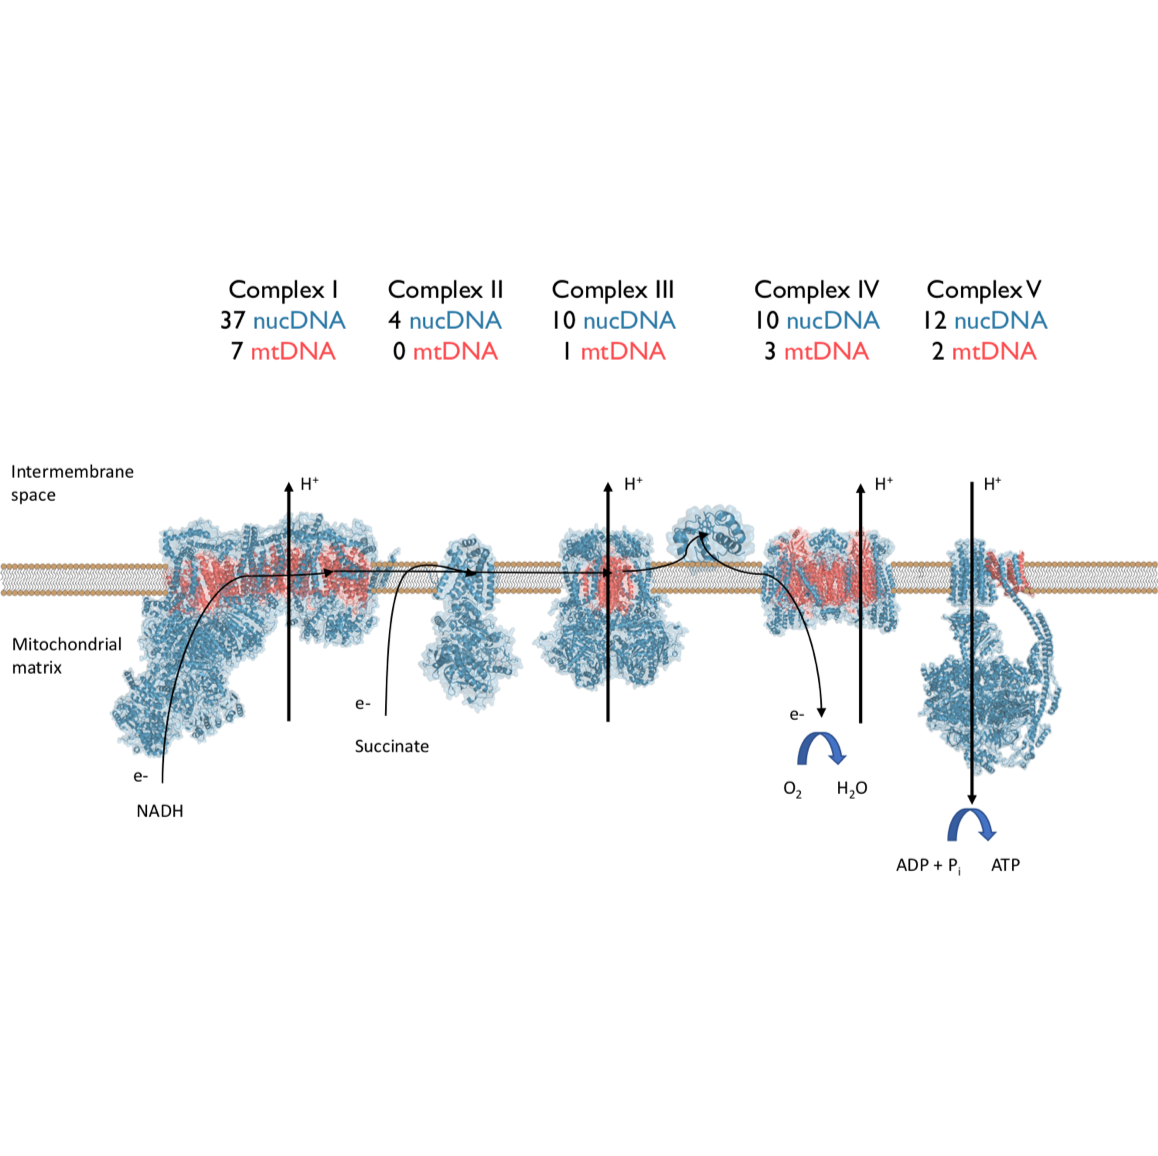 Complex I
37 nucDNA
7 mtDNA
Complex II
4 nucDNA
0 mtDNA
Complex III
10 nucDNA
1 mtDNA
Complex IV
10 nucDNA
3 mtDNA
Complex V
12 nucDNA
2 mtDNA
Intermembrane
space
H⁺
H⁺
H⁺
H⁺
Mitochondrial
matrix
e-
NADH
e-
Succinate
e-
O₂
H₂O
ADP + Pᵢ
ATP